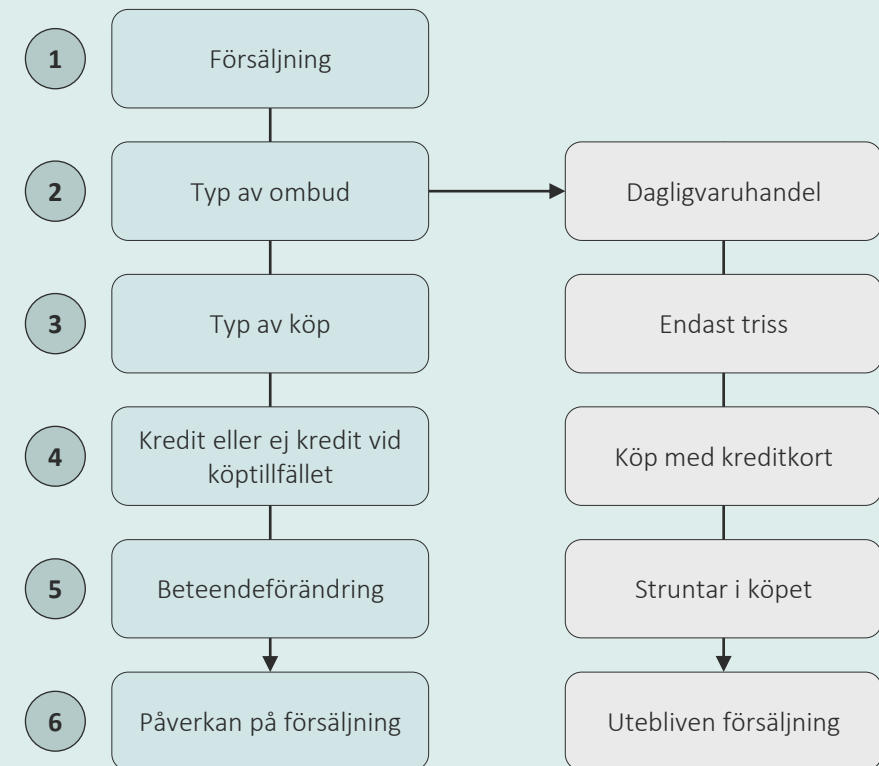 1
Försäljning
2
Typ av ombud
Dagligvaruhandel
3
Typ av köp
Endast triss
4
Kredit eller ej kredit vid
köptillfället
Köp med kreditkort
5
Beteendeförändring
Struntar i köpet
6
Påverkan på försäljning
Utebliven försäljning